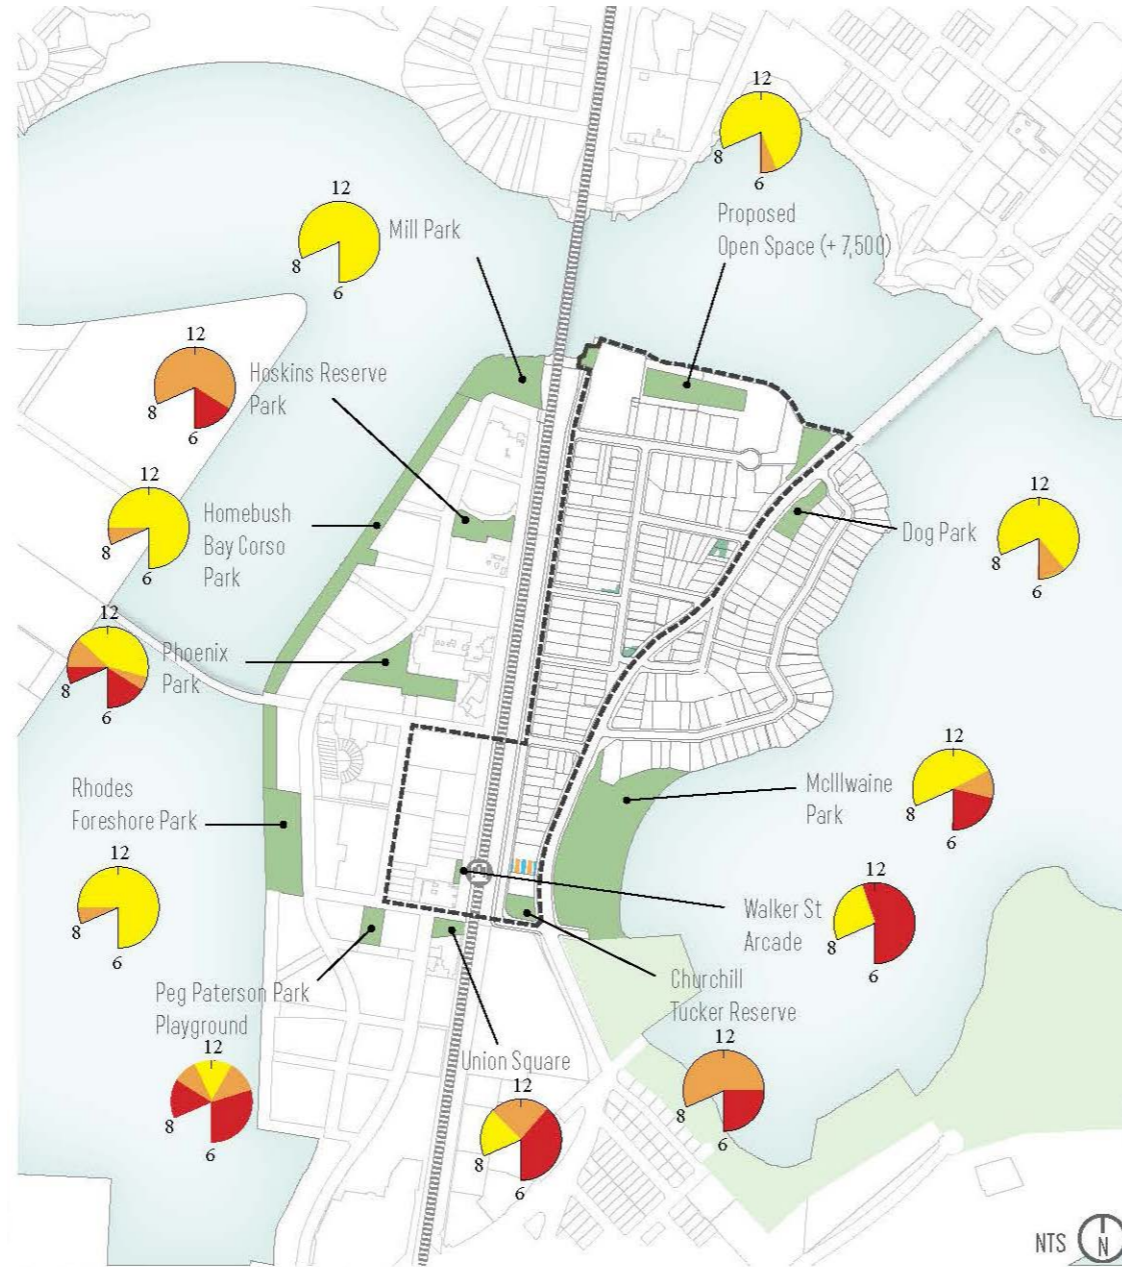 12
8
6
Proposed
Open Space (+ 7,500)
12
8
6
Mill Park
12
8
6
Hoskins Reserve
Park
12
8
6
Homebush
Bay Corso
Park
12
8
6
Dog Park
12
8
6
Phoenix
Park
12
8
6
McIllwaine
Park
Rhodes
Foreshore Park
12
8
6
12
8
6
Walker St
Arcade
Peg Paterson Park
Playground
12
8
6
Churchill
Tucker Reserve
12
8
6
Union Square
12
8
6
NTS
N